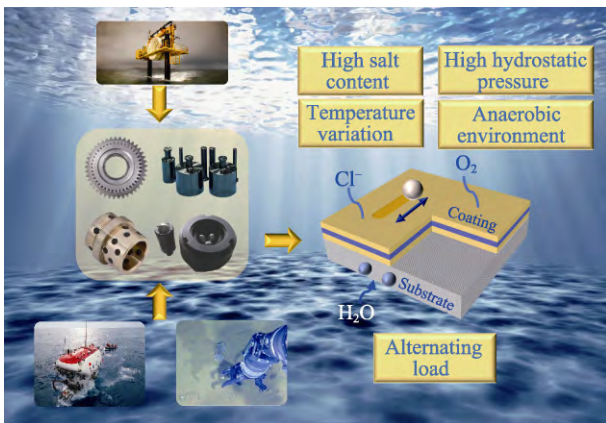 High salt
content
High hydrostatic
pressure
Temperature
variation
Anaerobic
environment
Cl⁻
O₂
Coating
Substrate
H₂O
Alternating
load